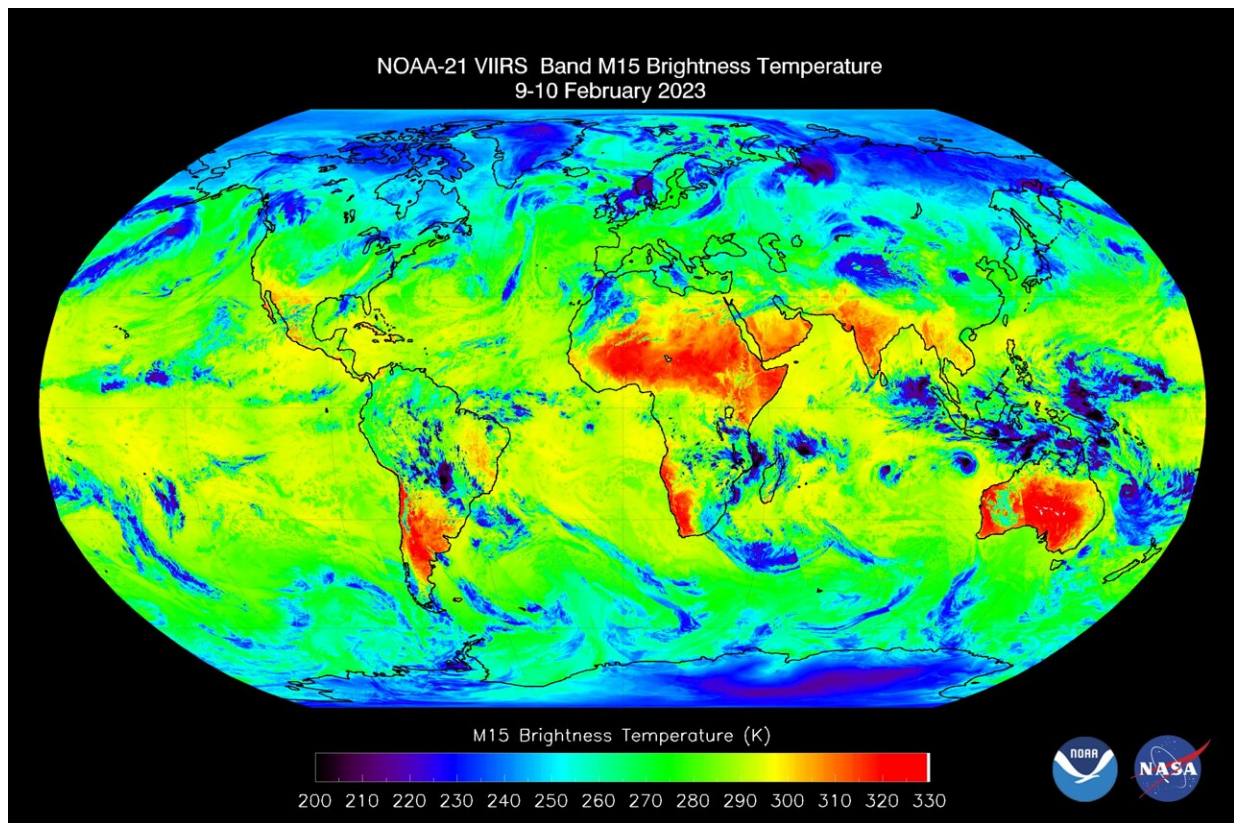 NOAA-21 VIIRS Band M15 Brightness Temperature
9-10 February 2023
M15 Brightness Temperature (K)
200 210 220 230 240 250 260 270 280 290 300 310 320 330
NOAA
NASA